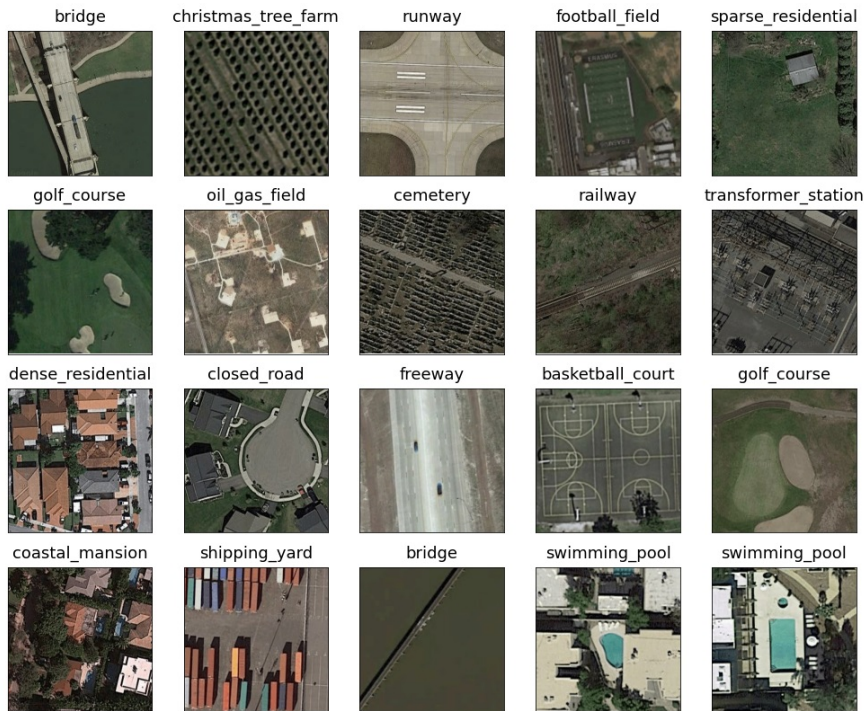 bridge christmas_tree_farm runway football_field sparse_residential
golf_course oil_gas_field cemetery railway transformer_station
dense_residential closed_road freeway basketball_court golf_course
coastal_mansion shipping_yard bridge swimming_pool swimming_pool